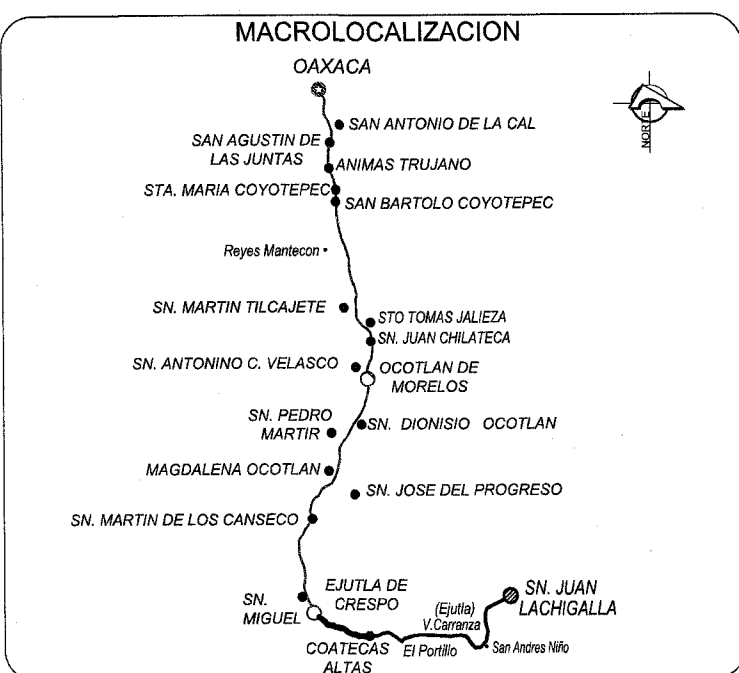 MACROLOCALIZACION
OAXACA
NORTE
SAN ANTONIO DE LA CAL
SAN AGUSTIN DE
LAS JUNTAS
ANIMAS TRUJANO
STA. MARIA COYOTEPEC
SAN BARTOLO COYOTEPEC
Reyes Mantecon
SN. MARTIN TILCAJETE
STO TOMAS JALIEZA
SN. JUAN CHILATECA
SN. ANTONINO C. VELASCO
OCOTLAN DE
MORELOS
SN. PEDRO
MARTIR
SN. DIONISIO OCOTLAN
MAGDALENA OCOTLAN
SN. JOSE DEL PROGRESO
SN. MARTIN DE LOS CANSECO
SN.
MIGUEL
EJUTLA DE
CRESPO
(Ejutla)
V.Carranza
SN. JUAN
LACHIGALLA
COATECAS
ALTAS
El Portillo
San Andres Niño